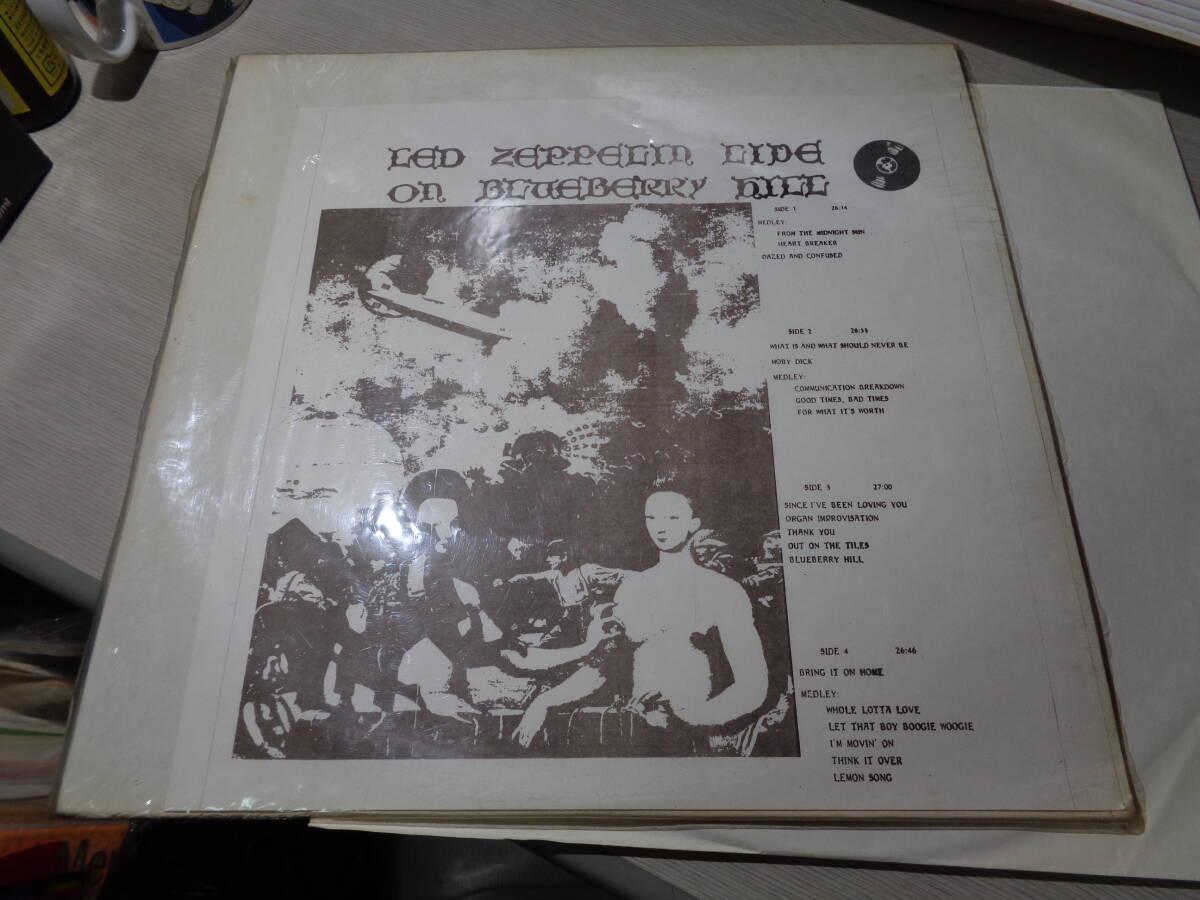 LED ZEPPELIN LIVE
ON BLUEBERRY HILL
SIDE 1 26:14
MEDLEY:
FROM THE MIDNIGHT SUN
HEART BREAKER
DAZED AND CONFUSED
SIDE 2 26:35
WHAT IS AND WHAT SHOULD NEVER BE
MOBY DICK
MEDLEY:
COMMUNICATION BREAKDOWN
GOOD TIMES, BAD TIMES
FOR WHAT IT'S WORTH
SIDE 3 27:00
SINCE I'VE BEEN LOVING YOU
ORGAN IMPROVISATION
THANK YOU
OUT ON THE TILES
BLUEBERRY HILL
SIDE 4 26:46
BRING IT ON HOME
MEDLEY:
WHOLE LOTTA LOVE
LET THAT BOY BOOGIE WOOGIE
I'M MOVIN' ON
THINK IT OVER
LEMON SONG